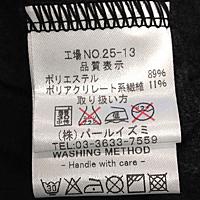 工場NO.25-13
品質表示
ポリエステル 89%
ポリアクリレート系繊維 11%
取り扱い方
(株)パールイズミ
TEL.03-3633-7559
WASHING METHOD
- Handle with care -